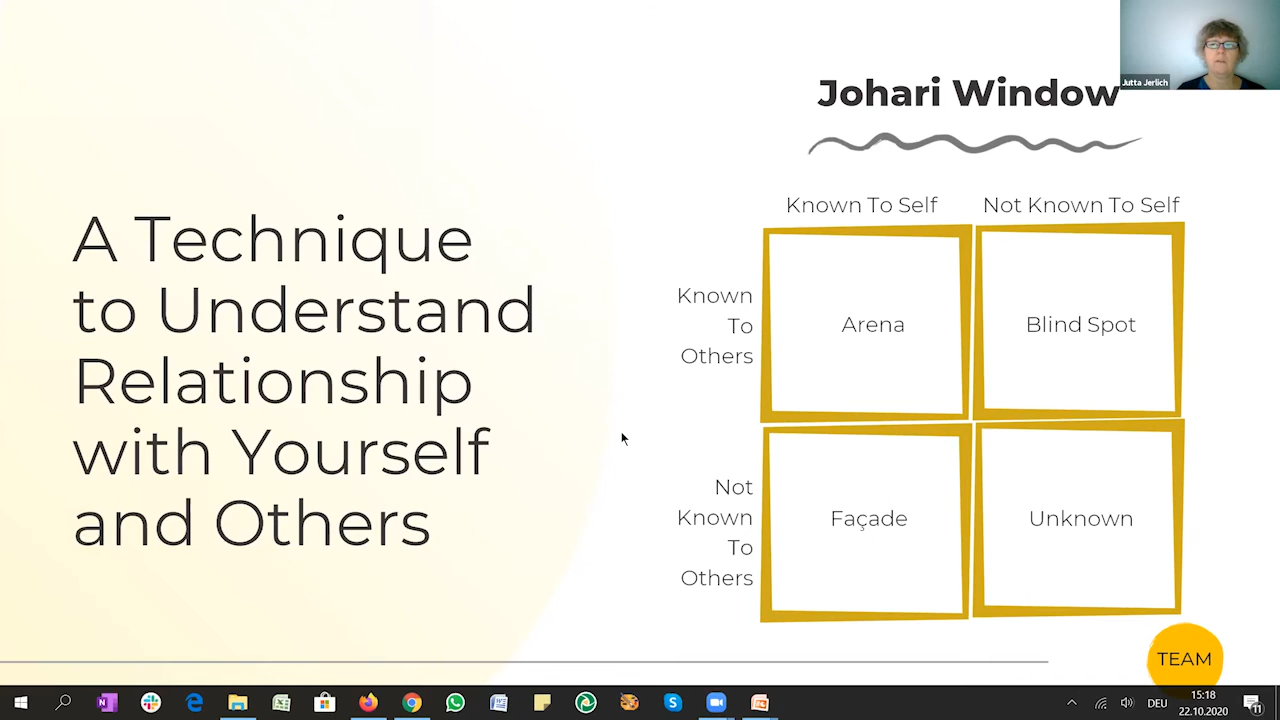 Jutta Jerlich
Johari Window
A Technique
to Understand
Relationship
with Yourself
and Others
Known To Self
Not Known To Self
Known
To
Others
Arena
Blind Spot
Not
Known
To
Others
Façade
Unknown
TEAM
DEU
15:18
22.10.2020
11